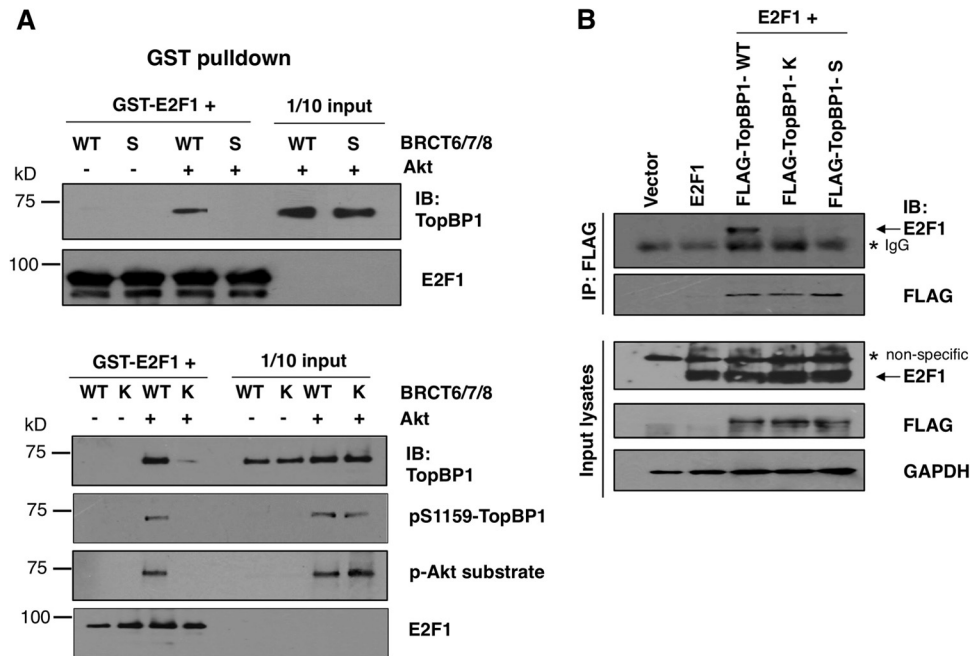 A
GST pulldown
GST-E2F1 + 1/10 input
WT S WT S WT S BRCT6/7/8
- - + + + + Akt
kD
75 IB:
TopBP1
100 E2F1
GST-E2F1 + 1/10 input
WT K WT K WT K WT K BRCT6/7/8
- - + + - - + + Akt
kD
75 IB:
TopBP1
75 pS1159-TopBP1
75 p-Akt substrate
100 E2F1
B
E2F1 +
Vector
E2F1
FLAG-TopBP1- WT
FLAG-TopBP1- K
FLAG-TopBP1- S
IB:
IP: FLAG
←E2F1
* IgG
FLAG
Input lysates
* non-specific
←E2F1
FLAG
GAPDH